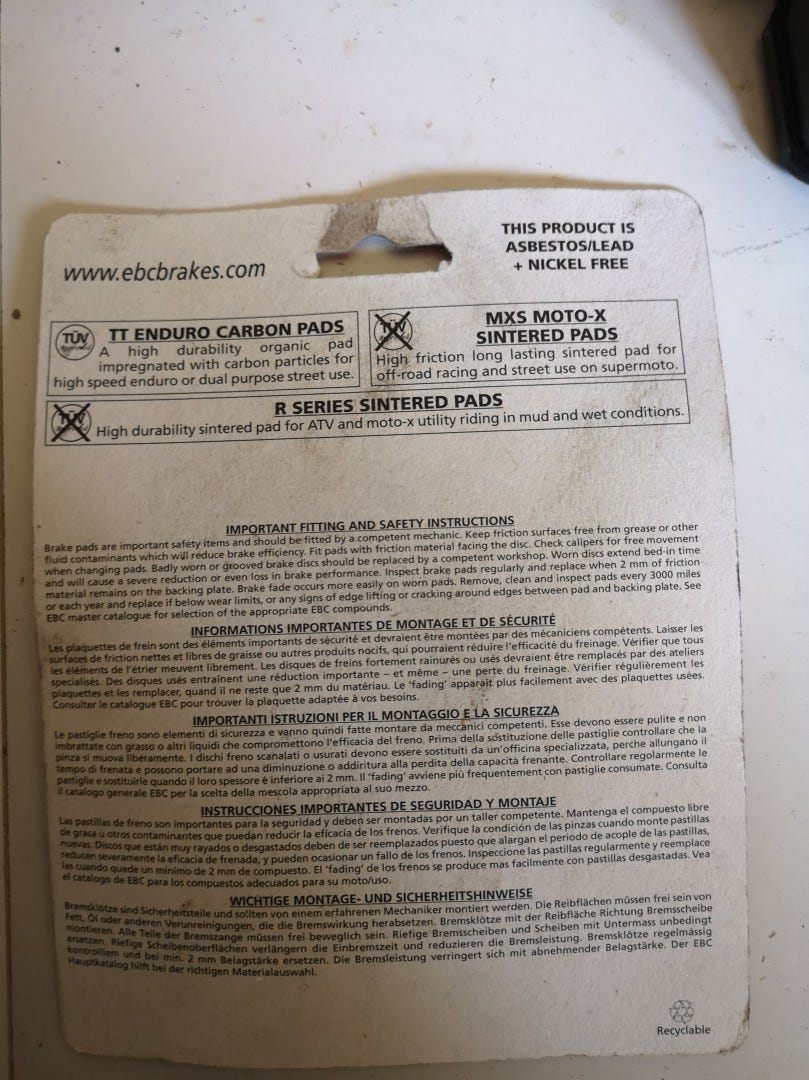 www.ebcbrakes.com
THIS PRODUCT IS
ASBESTOS/LEAD
+ NICKEL FREE
TÜV
Approved
TT ENDURO CARBON PADS
A high durability organic pad
impregnated with carbon particles for
high speed enduro or dual purpose street use.
TÜV
MXS MOTO-X
SINTERED PADS
High friction long lasting sintered pad for
off-road racing and street use on supermoto.
TÜV
R SERIES SINTERED PADS
High durability sintered pad for ATV and moto-x utility riding in mud and wet conditions.
IMPORTANT FITTING AND SAFETY INSTRUCTIONS
Brake pads are important safety items and should be fitted by a competent mechanic. Keep friction surfaces free from grease or other
fluid contaminants which will reduce brake efficiency. Fit pads with friction material facing the disc. Check calipers for free movement
when changing pads. Badly worn or grooved brake discs should be replaced by a competent workshop. Worn discs extend bed-in time
and will cause a severe reduction or even loss in brake performance. Inspect brake pads regularly and replace when 2 mm of friction
material remains on the backing plate. Brake fade occurs more easily on worn pads. Remove, clean and inspect pads every 3000 miles
or each year and replace if below wear limits, or any signs of edge lifting or cracking around edges between pad and backing plate. See
EBC master catalogue for selection of the appropriate EBC compounds.
INFORMATIONS IMPORTANTES DE MONTAGE ET DE SÉCURITÉ
Les plaquettes de frein sont des éléments importants de sécurité et devraient être montées par des mécaniciens compétents. Laisser les
surfaces de friction nettes et libres de graisse ou autres produits nocifs, qui pourraient réduire l'efficacité du freinage. Vérifier que tous
les éléments de l'étrier meuvent librement. Les disques de freins fortement rainurés ou usés devraient être remplacés par des ateliers
spécialisés. Des disques usés entraînent une réduction importante – et même – une perte du freinage. Vérifier régulièrement les
plaquettes et les remplacer, quand il ne reste que 2 mm du matériau. Le 'fading' apparaît plus facilement avec des plaquettes usées.
Consulter le catalogue EBC pour trouver la plaquette adaptée à vos besoins.
IMPORTANTI ISTRUZIONI PER IL MONTAGGIO E LA SICUREZZA
Le pastiglie freno sono elementi di sicurezza e vanno quindi fatte montare da meccanici competenti. Esse devono essere pulite e non
imbrattate con grasso o altri liquidi che compromettono l'efficacia del freno. Prima della sostituzione delle pastiglie controllare che la
pinza si muova liberamente. I dischi freno scanalati o usurati devono essere sostituiti da un'officina specializzata, perche allungano il
tempo di frenata e possono portare ad una diminuzione o addiritura alla perdita della capacità frenante. Controllare regolarmente le
pastiglie e sostituirle quando il loro spessore è inferiore ai 2 mm. Il 'fading' avviene più frequentemente con pastiglie consumate. Consulta
il catalogo generale EBC per la scelta della mescola appropriata al suo mezzo.
INSTRUCCIONES IMPORTANTES DE SEGURIDAD Y MONTAJE
Las pastillas de freno son importantes para la seguridad y deben ser montadas por un taller competente. Mantenga el compuesto libre
de grasa u otros contaminantes que puedan reducir la eficacia de los frenos. Verifique la condición de las pinzas cuando monte pastillas
nuevas. Discos que están muy rayados o desgastados deben de ser reemplazados puesto que alargan el periodo de acople de las pastillas,
reducen severamente la eficacia de frenada, y pueden ocasionar un fallo de los frenos. Inspeccione las pastillas regularmente y reemplace
las cuando quede un minimo de 2 mm de compuesto. El 'fading' de los frenos se produce mas facilmente con pastillas desgastadas. Vea
el catalogo de EBC para los compuestos adecuados para su moto/uso.
WICHTIGE MONTAGE- UND SICHERHEITSHINWEISE
Bremsklötze sind Sicherheitsteile und sollten von einem erfahrenen Mechaniker montiert werden. Die Reibflächen müssen frei sein von
Fett, Öl oder anderen Verunreinigungen, die die Bremswirkung herabsetzen. Bremsklötze mit der Reibfläche Richtung Bremsscheibe
montieren. Alle Teile der Bremszange müssen frei beweglich sein. Riefige Bremsscheiben und Scheiben mit Untermass unbedingt
ersetzen. Riefige Scheibenoberflächen verlängern die Einbremszeit und reduzieren die Bremsleistung. Bremsklötze regelmässig
kontrolliern und bei min. 2 mm Belagstärke ersetzen. Die Bremsleistung verringert sich mit abnehmender Belagstärke. Der EBC
Hauptkatalog hilft bei der richtigen Materialauswahl.
Recyclable